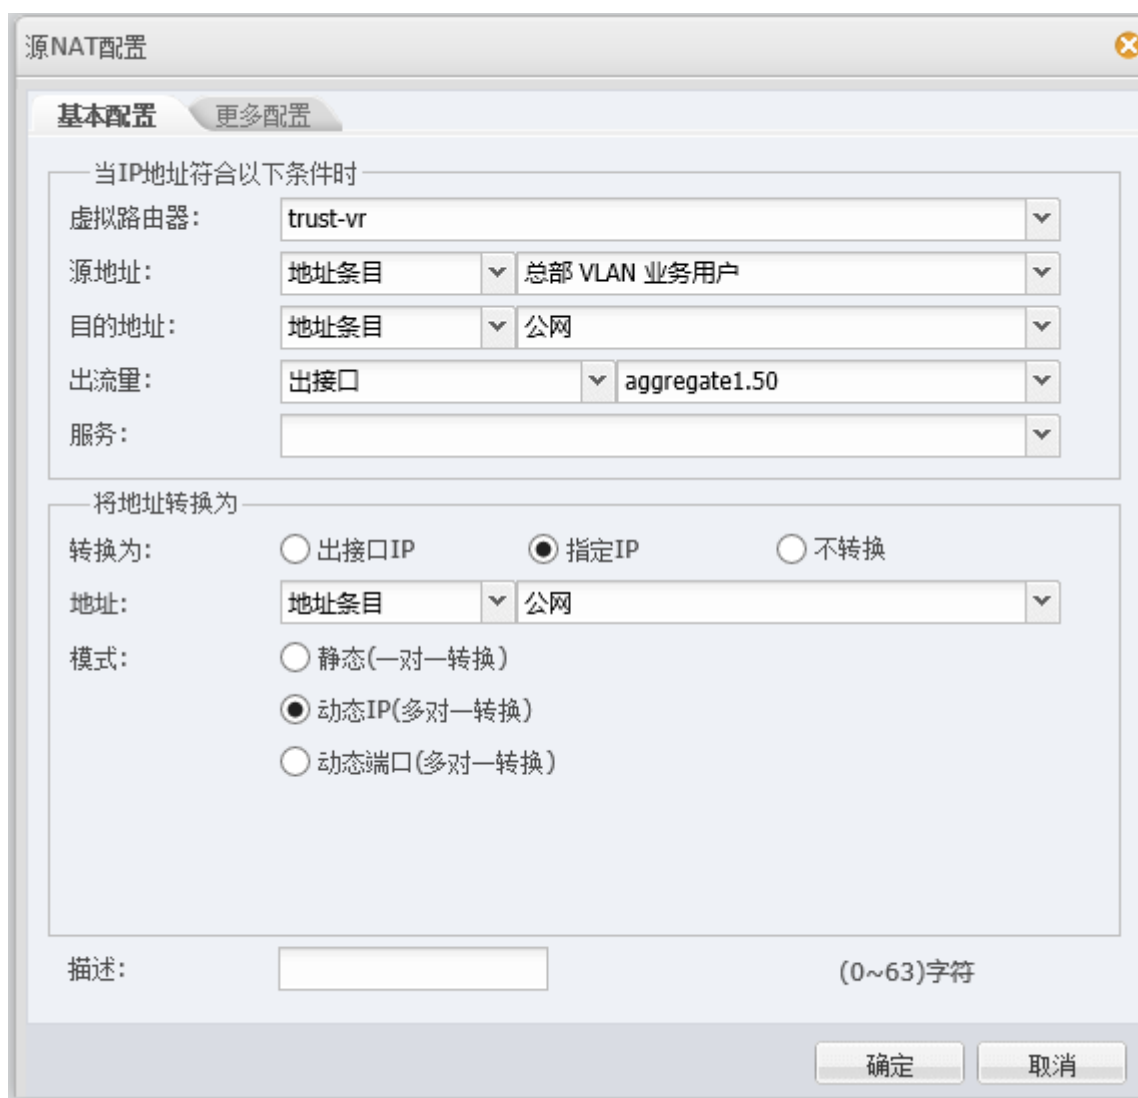 源NAT配置
基本配置 更多配置
当IP地址符合以下条件时
虚拟路由器: trust-vr
源地址: 地址条目 总部 VLAN 业务用户
目的地址: 地址条目 公网
出流量: 出接口 aggregate1.50
服务:
将地址转换为
转换为: 出接口IP 指定IP 不转换
地址: 地址条目 公网
模式: 静态(一对一转换)
动态IP(多对一转换)
动态端口(多对一转换)
描述: (0~63)字符
确定 取消